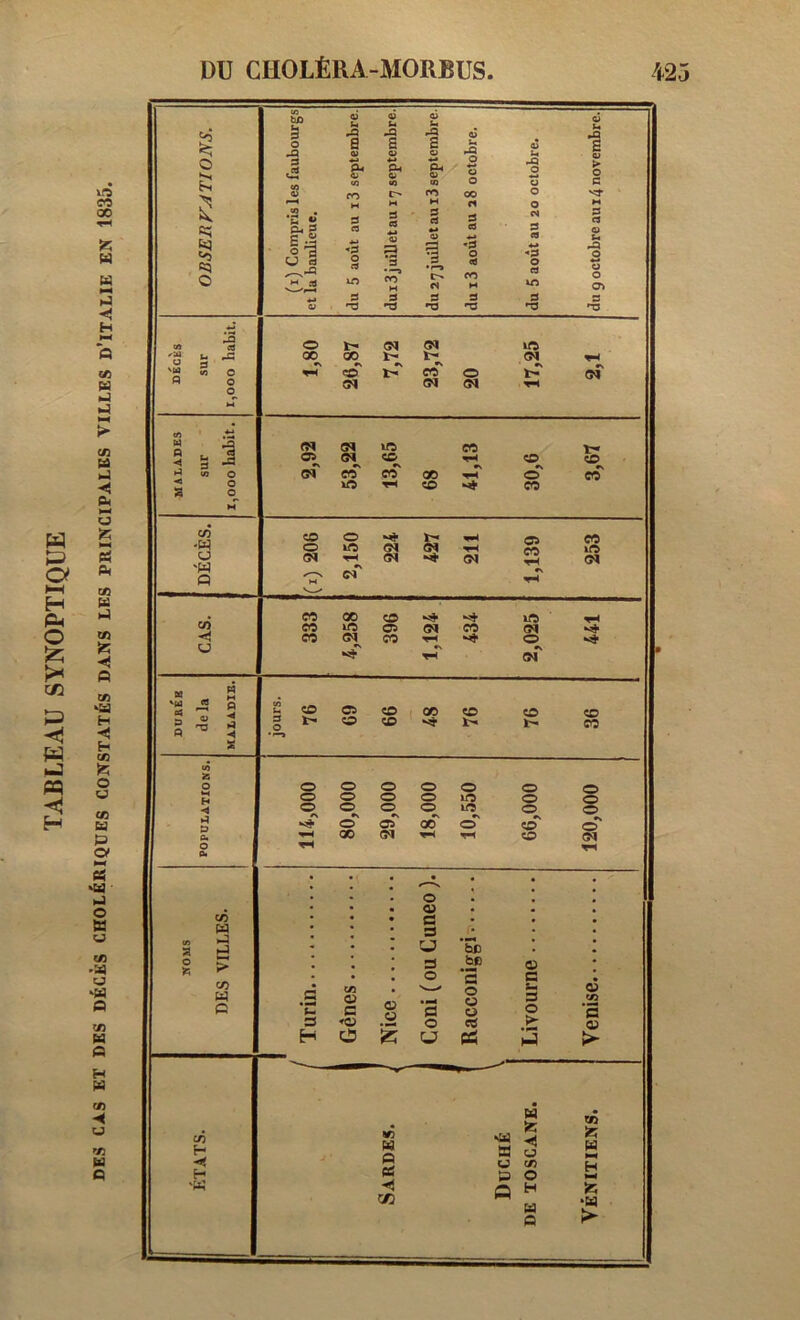 DU CHOLÉRA-MORBUS. 425
TABLEAU SYNOPTIQUE
DES CAS ET DES DÉCÈS CHOLÉRIQUES CONSTATÉS DANS LES PRINCIPALES VILLES D'ITALIE EN 1835.
ÉTATS. | NOMS DES VILLES. | POPULATIONS. | DURÉE de la MALADIE. | CAS. | DÉCÈS. | MALADES sur 1,000 habit. | DÉCÈS sur 1,000 habit. | OBSERVATIONS.
SARDES. | Turin | 114,000 | jours. 76 | 333 | (1) 206 | 2,92 | 1,80 | (1) Compris les faubourgs et la banlieue.
Gênes | 80,000 | 69 | 4,258 | 2,150 | 53,22 | 26,87 | du 5 août au 13 septembre.
Nice | 29,000 | 66 | 396 | 224 | 13,65 | 7,72 | du 13 juillet au 17 septembre.
Coni (ou Cuneo). | 18,000 | 48 | 1,124 | 427 | 68 | 23,72 | du 27 juillet au 13 septembre.
Racconiggi | 10,550 | 76 | 434 | 211 | 41,13 | 20 | du 13 août au 28 octobre.
DUCHÉ DE TOSCANE. | Livourne | 66,000 | 76 | 2,025 | 1,139 | 30,6 | 17,25 | du 5 août au 20 octobre.
VÉNITIENS. | Venise | 120,000 | 36 | 441 | 253 | 3,67 | 2,1 | du 9 octobre au 14 novembre.